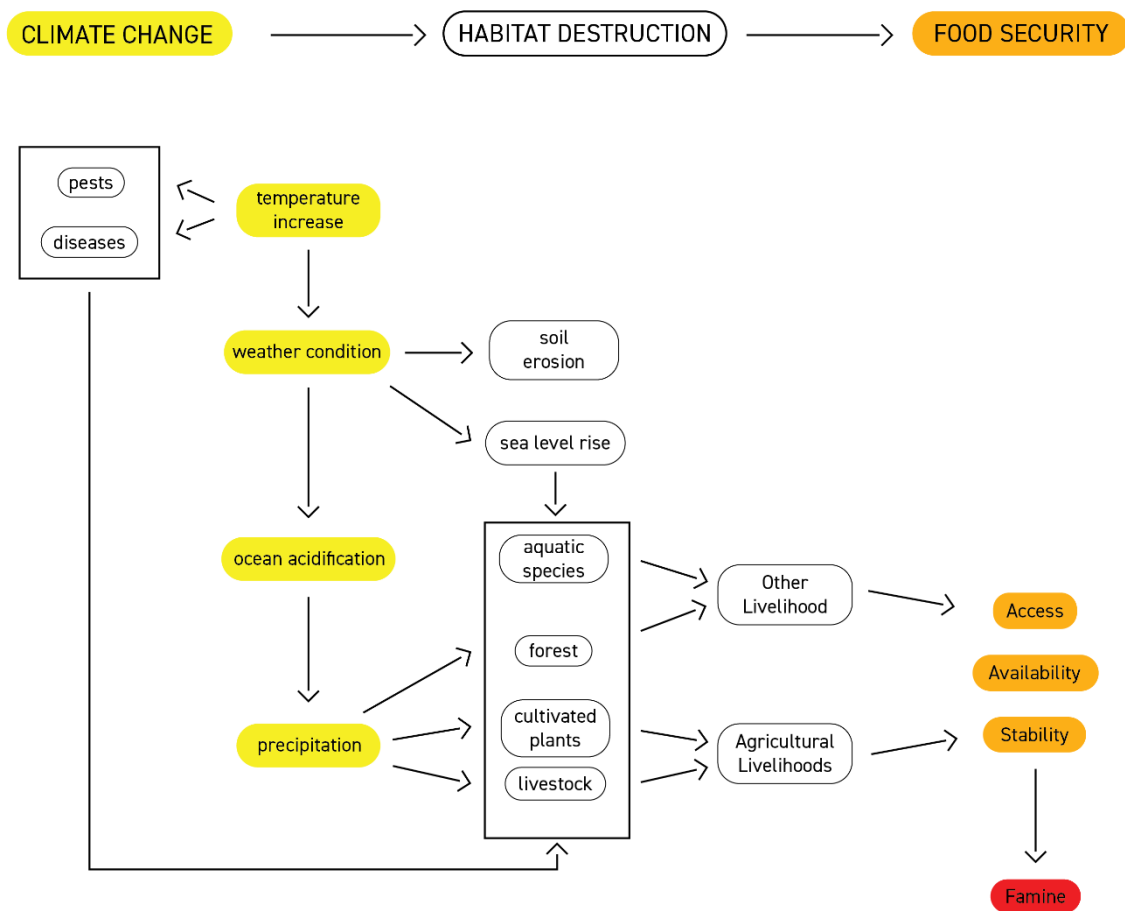 CLIMATE CHANGE
HABITAT DESTRUCTION
FOOD SECURITY
pests
diseases
temperature
increase
weather condition
soil
erosion
sea level rise
ocean acidification
aquatic
species
Other
Livelihood
Access
forest
Availability
precipitation
cultivated
plants
livestock
Agricultural
Livelihoods
Stability
Famine